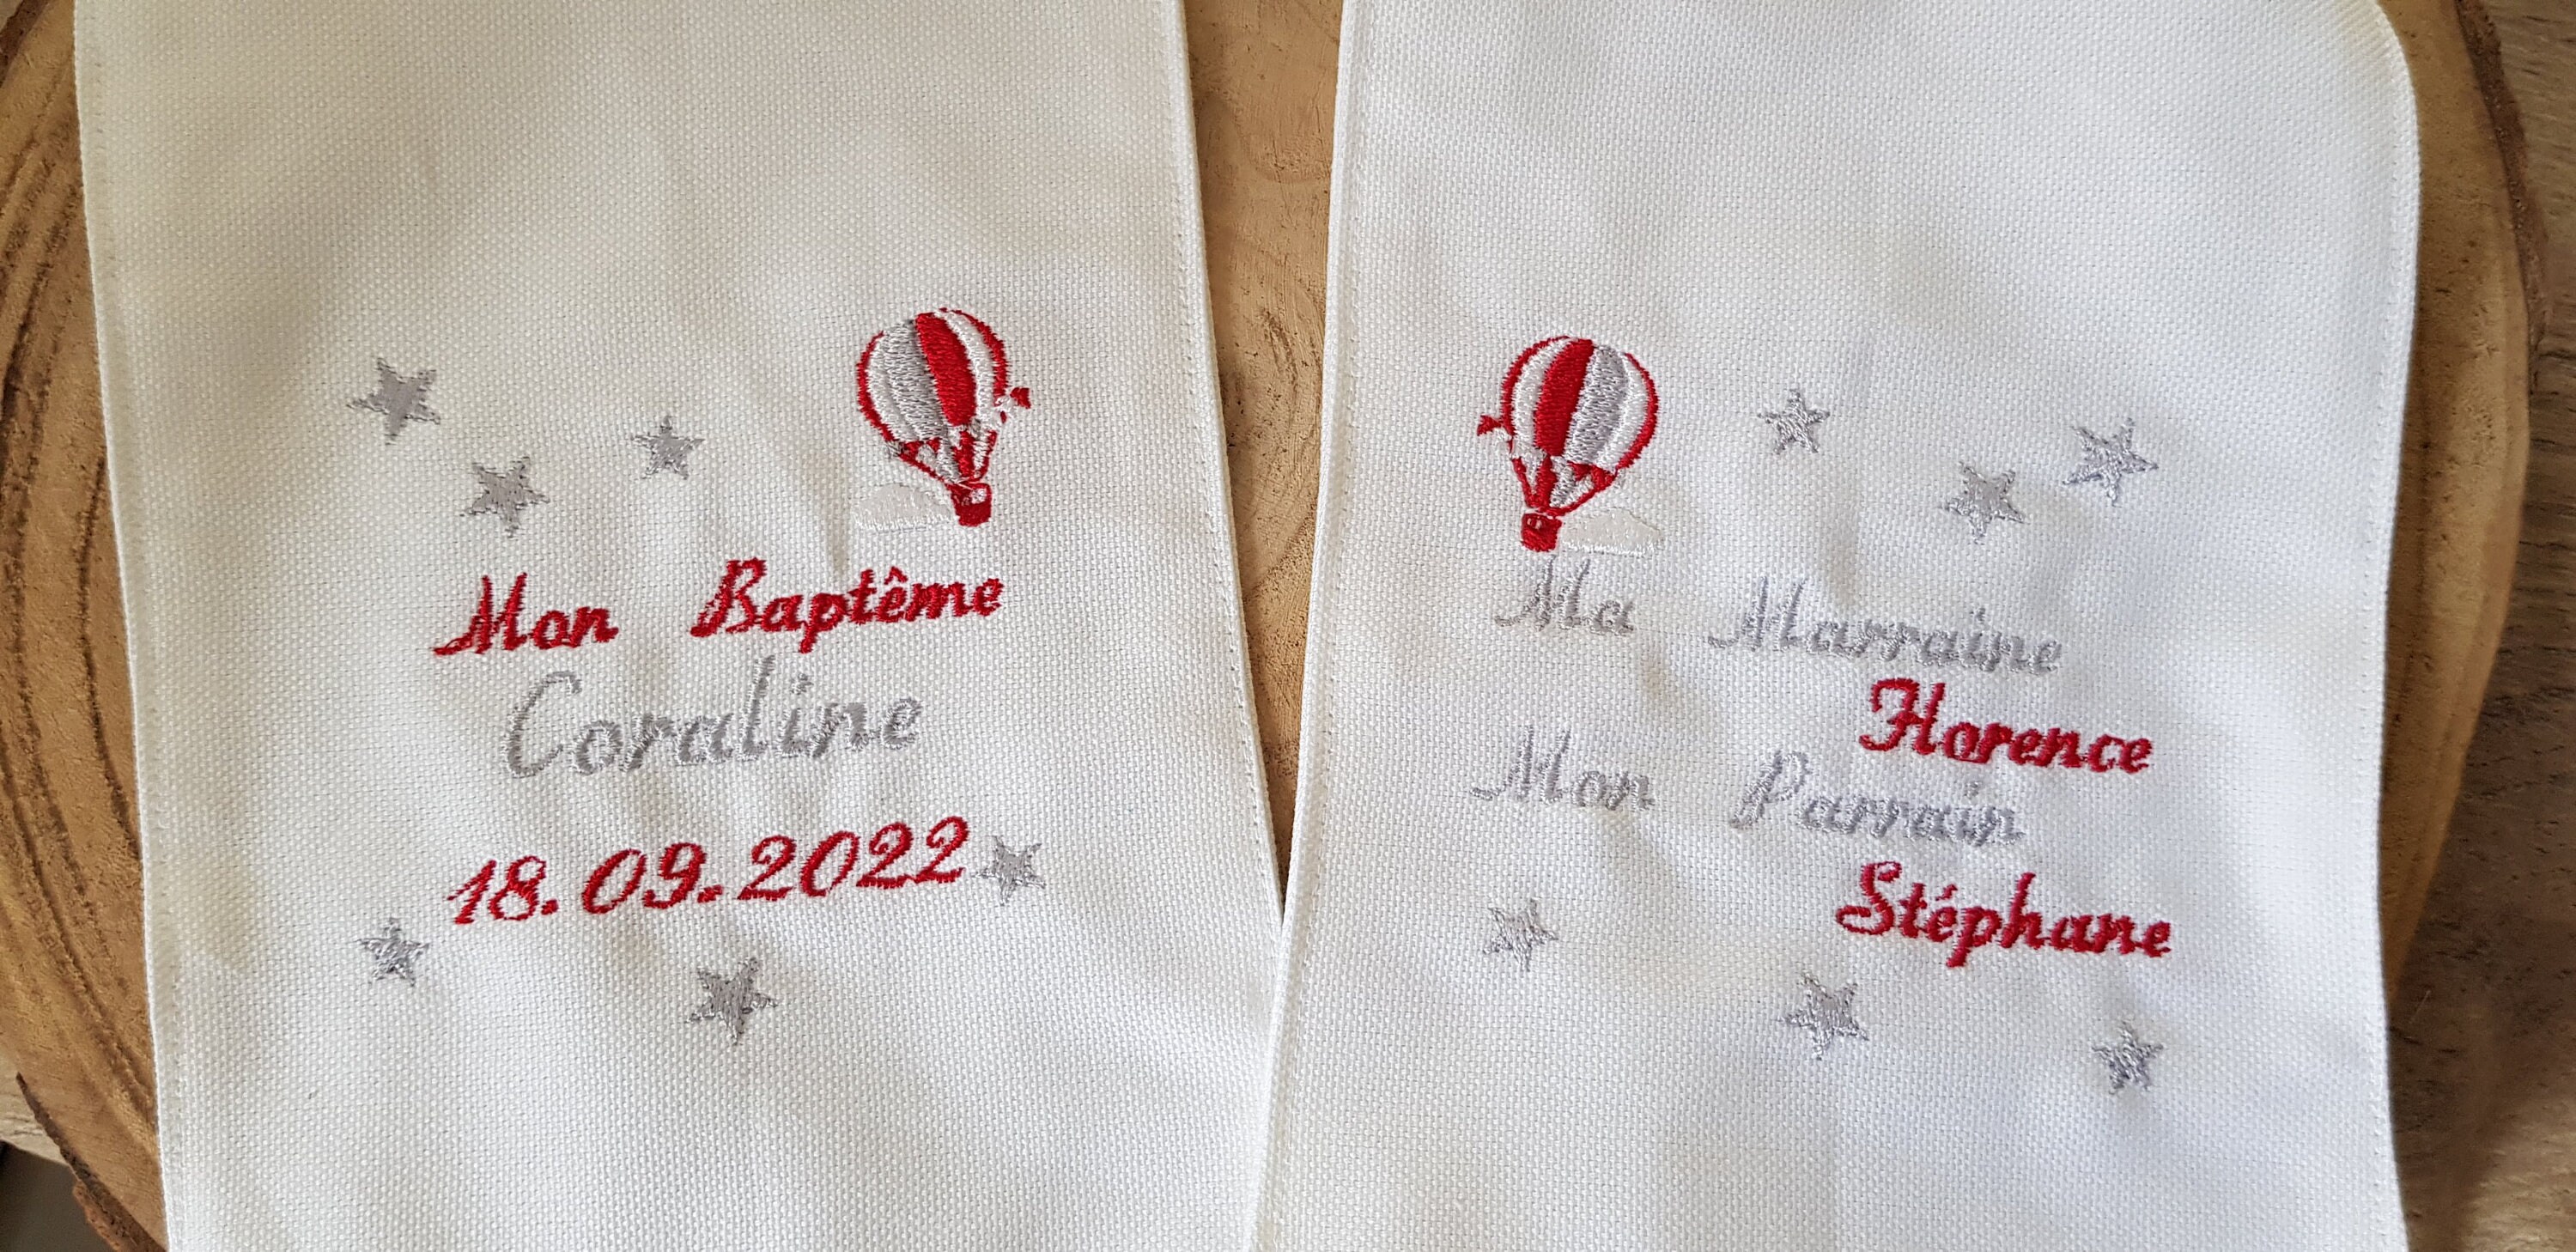 Mon Baptême
Coraline
18.09.2022
Ma Marraine
Florence
Mon Parrain
Stéphane